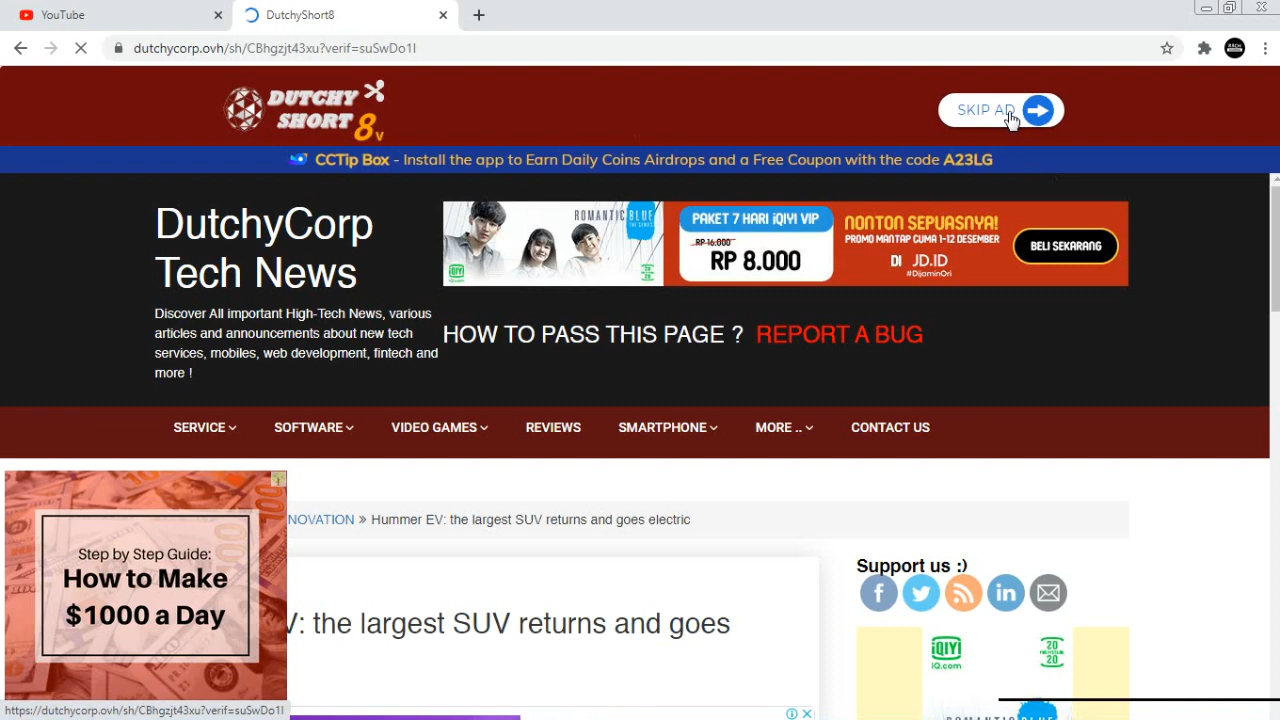 YouTube
DutchyShort8
dutchycorp.ovh/sh/CBhgzjt43xu?verif=suSwDo1I
DUTCHY
SHORT 8v
SKIP AD
CCTip Box - Install the app to Earn Daily Coins Airdrops and a Free Coupon with the code A23LG
DutchyCorp
Tech News
Discover All important High-Tech News, various
articles and announcements about new tech
services, mobiles, web development, fintech and
more !
ROMANTIC BLUE
THE SERIES
iQIYI
PAKET 7 HARI iQIYI VIP
RP 16.000
RP 8.000
NONTON SEPUASNYA!
PROMO MANTAP CUMA 1-12 DESEMBER
DI JD.ID
#DijaminOri
BELI SEKARANG
HOW TO PASS THIS PAGE ? REPORT A BUG
SERVICE
SOFTWARE
VIDEO GAMES
REVIEWS
SMARTPHONE
MORE ..
CONTACT US
NOVATION » Hummer EV: the largest SUV returns and goes electric
Step by Step Guide:
How to Make
$1000 a Day
V: the largest SUV returns and goes
Support us :)
iQIYI
iQ.com
20
20
ROMANTIC
https://dutchycorp.ovh/sh/CBhgzjt43xu?verif=suSwDo1I